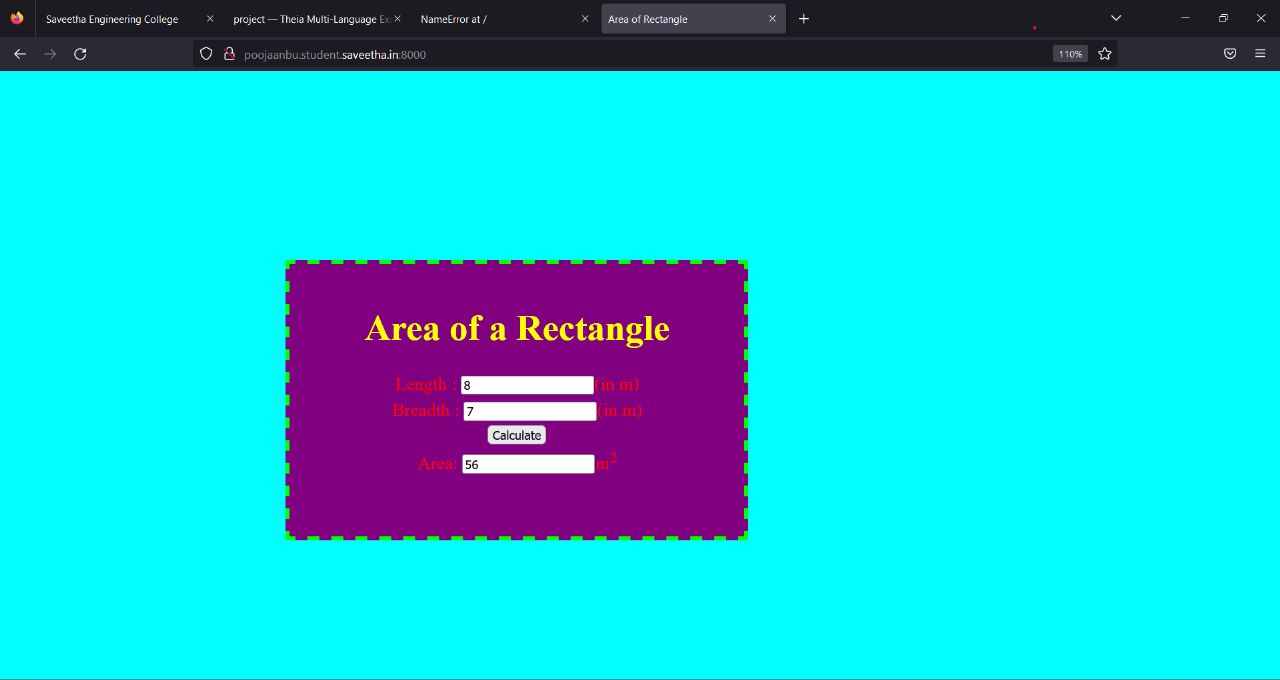 Saveetha Engineering College
project — Theia Multi-Language Ex
NameError at /
Area of Rectangle
poojaanbu.student.saveetha.in:8000
110%
Area of a Rectangle
Length : 8 (in m)
Breadth : 7 (in m)
Calculate
Area: 56 m²